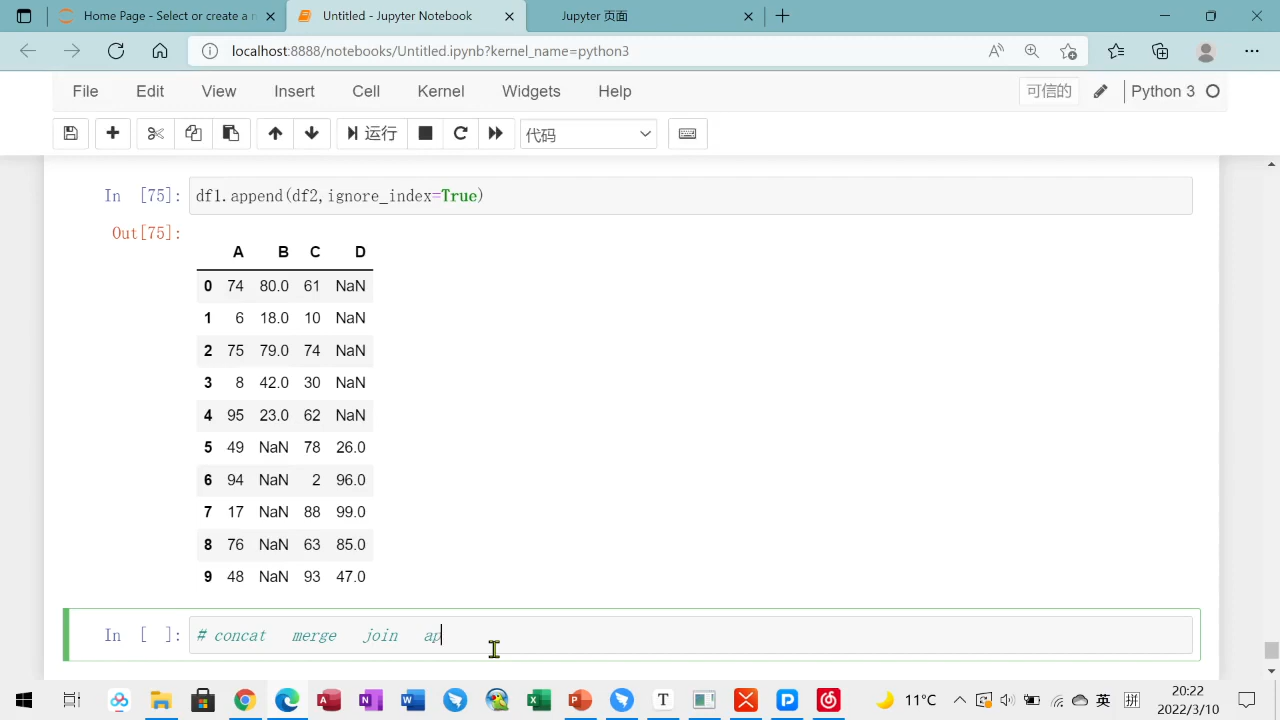 Home Page - Select or create a n
Untitled - Jupyter Notebook
Jupyter 页面
localhost:8888/notebooks/Untitled.ipynb?kernel_name=python3
File Edit View Insert Cell Kernel Widgets Help
可信的
Python 3
运行
代码
In [75]: df1.append(df2,ignore_index=True)
Out[75]:
A B C D
0 74 80.0 61 NaN
1 6 18.0 10 NaN
2 75 79.0 74 NaN
3 8 42.0 30 NaN
4 95 23.0 62 NaN
5 49 NaN 78 26.0
6 94 NaN 2 96.0
7 17 NaN 88 99.0
8 76 NaN 63 85.0
9 48 NaN 93 47.0
In [ ]: # concat merge join ap
11°C
英
拼
20:22
2022/3/10